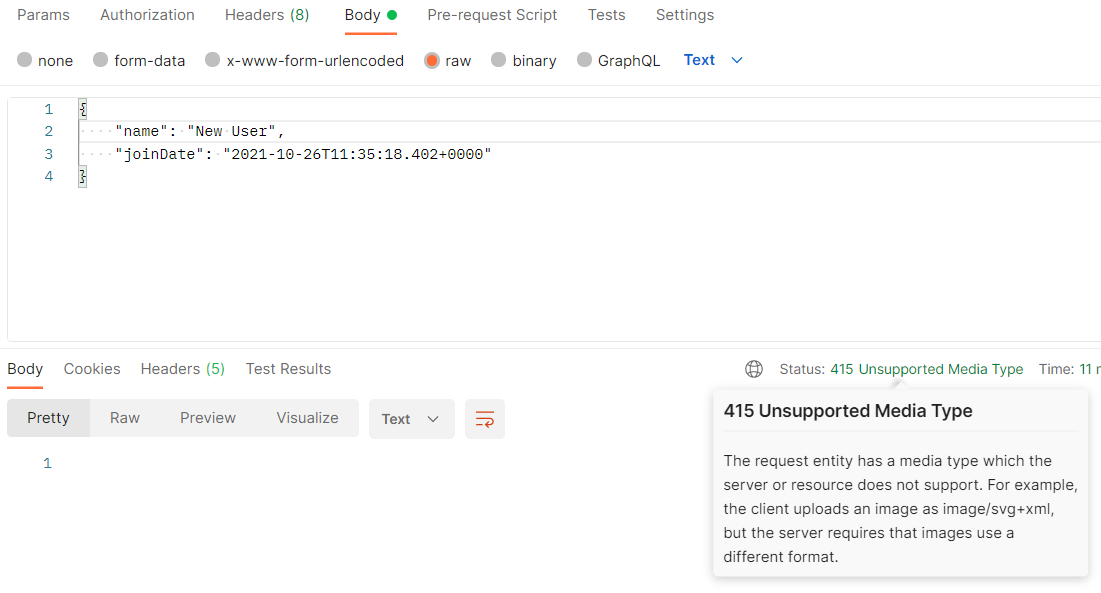 Params Authorization Headers (8) Body Pre-request Script Tests Settings
none form-data x-www-form-urlencoded raw binary GraphQL Text
1 {
2 ····"name":·"New·User",
3 ····"joinDate":·"2021-10-26T11:35:18.402+0000"
4 }
Body Cookies Headers (5) Test Results Status: 415 Unsupported Media Type Time: 11
Pretty Raw Preview Visualize Text
1
415 Unsupported Media Type
The request entity has a media type which the
server or resource does not support. For example,
the client uploads an image as image/svg+xml,
but the server requires that images use a
different format.